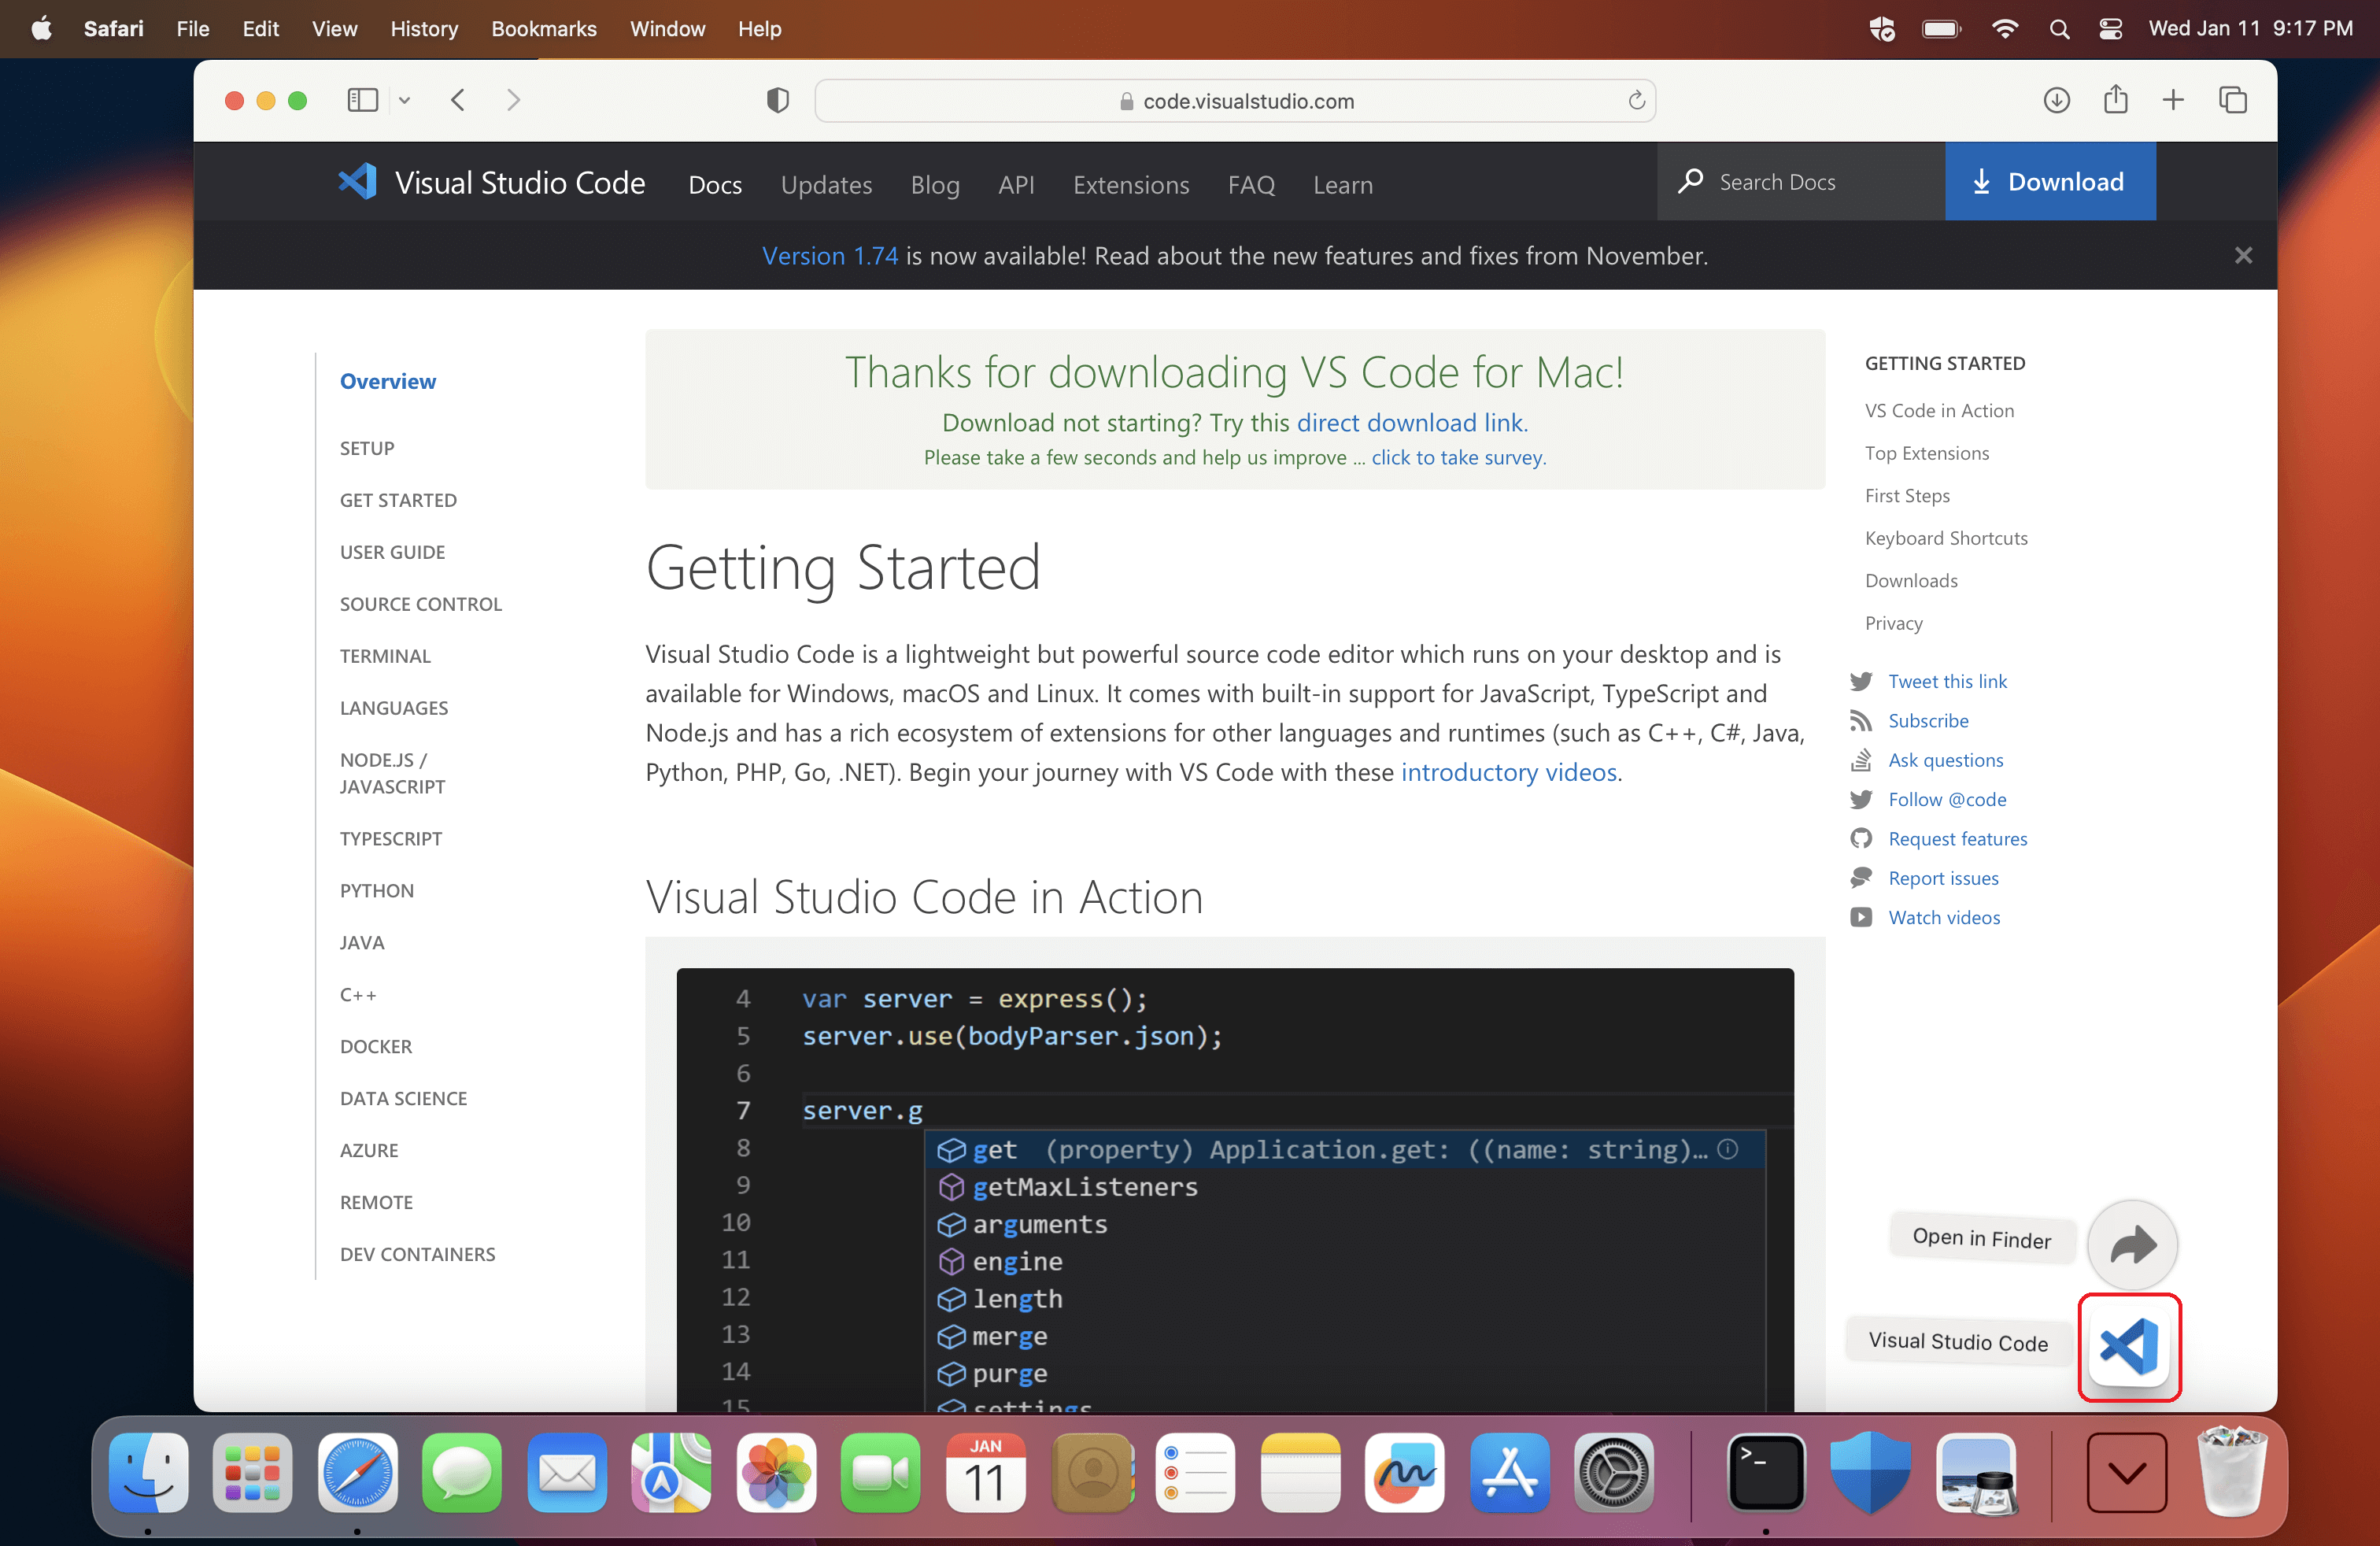 Safari File Edit View History Bookmarks Window Help Wed Jan 11 9:17 PM
code.visualstudio.com
Visual Studio Code Docs Updates Blog API Extensions FAQ Learn Search Docs Download
Version 1.74 is now available! Read about the new features and fixes from November.
Overview
SETUP
GET STARTED
USER GUIDE
SOURCE CONTROL
TERMINAL
LANGUAGES
NODE.JS /
JAVASCRIPT
TYPESCRIPT
PYTHON
JAVA
C++
DOCKER
DATA SCIENCE
AZURE
REMOTE
DEV CONTAINERS
Thanks for downloading VS Code for Mac!
Download not starting? Try this direct download link.
Please take a few seconds and help us improve ... click to take survey.
Getting Started
Visual Studio Code is a lightweight but powerful source code editor which runs on your desktop and is
available for Windows, macOS and Linux. It comes with built-in support for JavaScript, TypeScript and
Node.js and has a rich ecosystem of extensions for other languages and runtimes (such as C++, C#, Java,
Python, PHP, Go, .NET). Begin your journey with VS Code with these introductory videos.
Visual Studio Code in Action
4 var server = express();
5 server.use(bodyParser.json);
6
7 server.g
8 get (property) Application.get: ((name: string)…
9 getMaxListeners
10 arguments
11 engine
12 length
13 merge
14 purge
15 settings
GETTING STARTED
VS Code in Action
Top Extensions
First Steps
Keyboard Shortcuts
Downloads
Privacy
Tweet this link
Subscribe
Ask questions
Follow @code
Request features
Report issues
Watch videos
Open in Finder
Visual Studio Code
JAN
11
>_